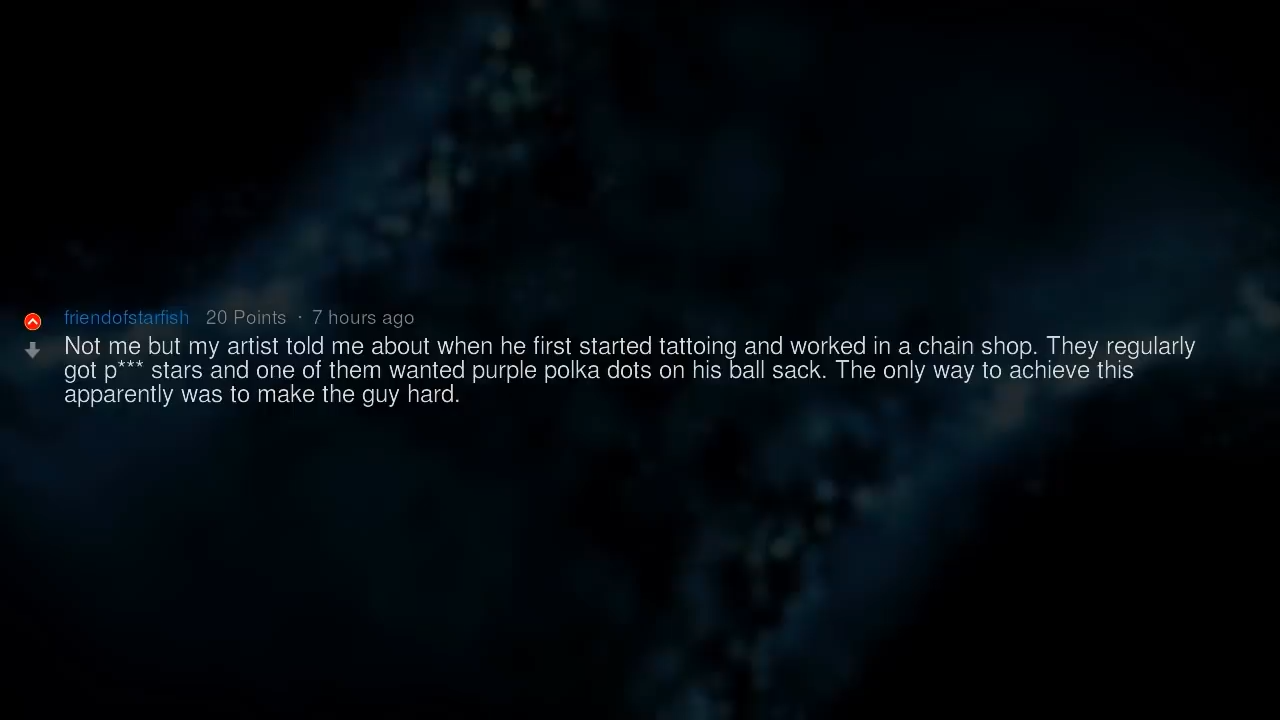 friendofstarfish 20 Points · 7 hours ago
Not me but my artist told me about when he first started tattoing and worked in a chain shop. They regularly
got p*** stars and one of them wanted purple polka dots on his ball sack. The only way to achieve this
apparently was to make the guy hard.